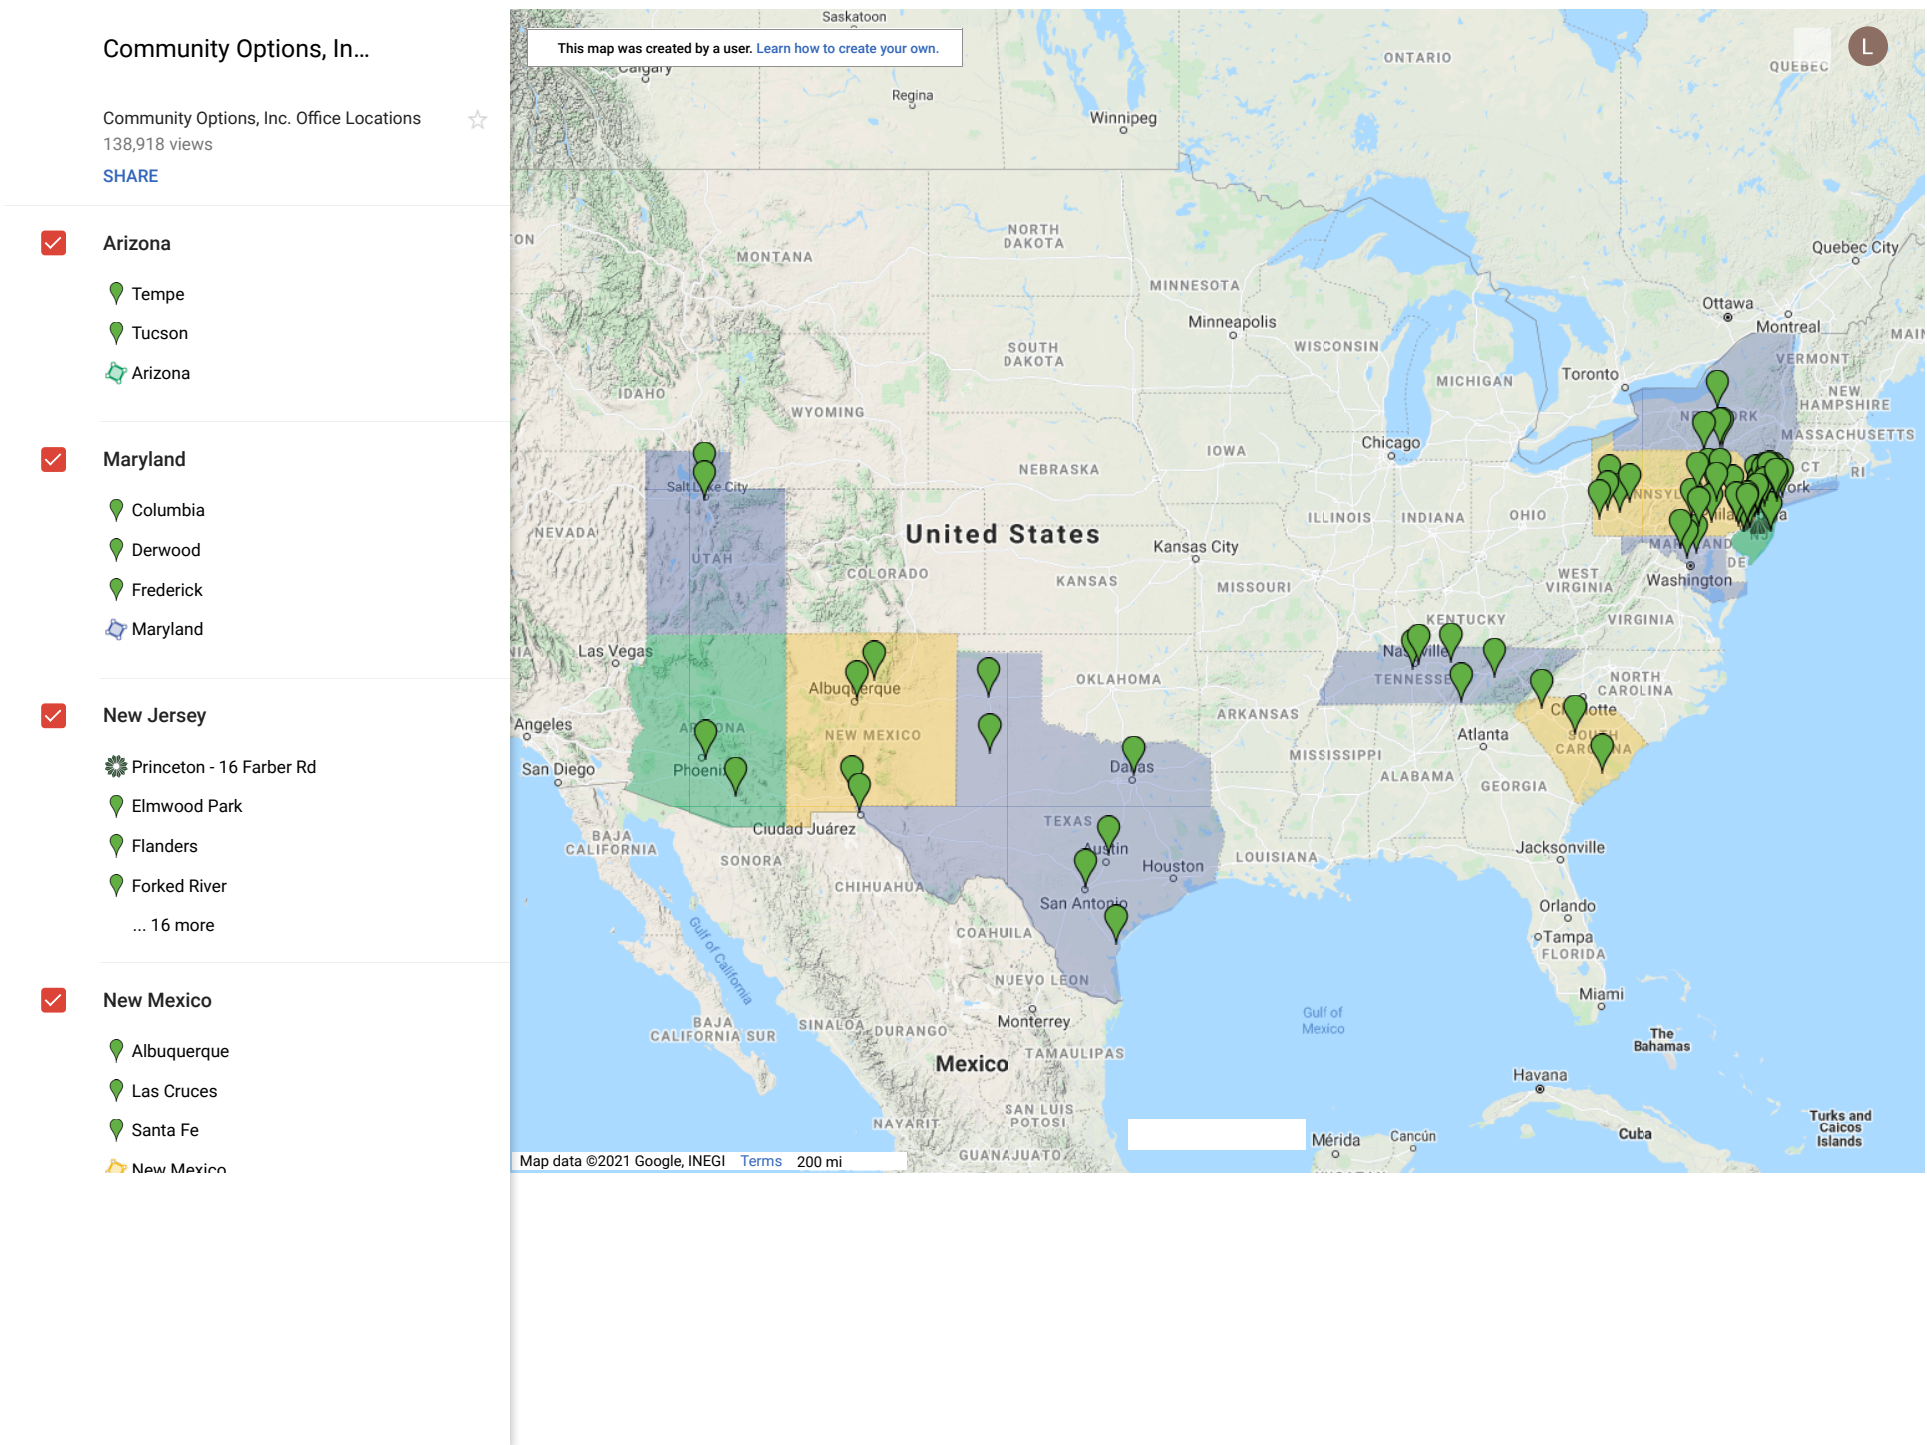 Community Options, In...
Community Options, Inc. Office Locations
138,918 views
SHARE
Arizona
Tempe
Tucson
Arizona
Maryland
Columbia
Derwood
Frederick
Maryland
New Jersey
Princeton - 16 Farber Rd
Elmwood Park
Flanders
Forked River
... 16 more
New Mexico
Albuquerque
Las Cruces
Santa Fe
New Mexico
This map was created by a user. Learn how to create your own.
L
Saskatoon
Calgary
Regina
Winnipeg
ONTARIO
QUEBEC
NORTH
DAKOTA
MONTANA
MINNESOTA
Minneapolis
SOUTH
DAKOTA
WISCONSIN
Quebec City
Ottawa
Montreal
VERMONT
NEW
HAMPSHIRE
MASSACHUSETTS
CT
RI
Toronto
MICHIGAN
IDAHO
WYOMING
Chicago
IOWA
NEBRASKA
Salt Lake City
NEVADA
UTAH
COLORADO
United States
Kansas City
KANSAS
MISSOURI
ILLINOIS
INDIANA
OHIO
MARYLAND
NJ
DE
Washington
WEST
VIRGINIA
VIRGINIA
KENTUCKY
Nashville
TENNESSEE
NORTH
CAROLINA
Charlotte
SOUTH
CAROLINA
Las Vegas
Angeles
San Diego
ARIZONA
Phoenix
Albuquerque
NEW MEXICO
OKLAHOMA
ARKANSAS
MISSISSIPPI
ALABAMA
Atlanta
GEORGIA
Dallas
TEXAS
Austin
Houston
San Antonio
LOUISIANA
Jacksonville
Orlando
Tampa
FLORIDA
Miami
Ciudad Juárez
BAJA
CALIFORNIA
SONORA
CHIHUAHUA
COAHUILA
NUEVO LEON
Gulf of California
BAJA
CALIFORNIA SUR
SINALOA
DURANGO
Monterrey
Mexico
TAMAULIPAS
Gulf of
Mexico
The
Bahamas
Havana
Cuba
Turks and
Caicos
Islands
NAYARIT
SAN LUIS
POTOSI
GUANAJUATO
Mérida
Cancún
Map data ©2021 Google, INEGI Terms 200 mi